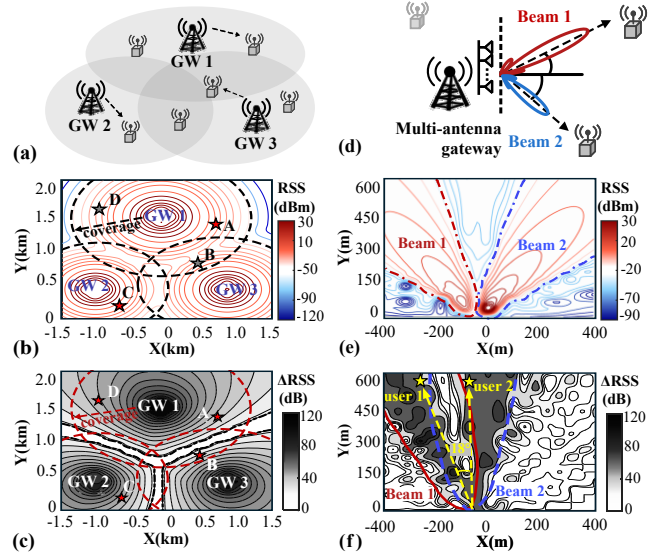 GW 1
GW 2
GW 3
(a)
Beam 1
Beam 2
Multi-antenna
gateway
(d)
2.0
1.5
1.0
0.5
0
Y(km)
D
GW 1
A
coverage
B
GW 2
C
GW 3
-1.5 -1.0 -0.5 0 0.5 1.0 1.5
X(km)
RSS
(dBm)
30
0
-70
-90
-120
(b)
600
450
300
150
0
Y(m)
Beam 1
Beam 2
-400 -200 0 200 400
X(m)
RSS
(dBm)
30
0
-70
-90
(e)
2.0
1.5
1.0
0.5
0
Y(km)
D
GW 1
A
coverage
B
GW 2
C
GW 3
-1.5 -1.0 -0.5 0 0.5 1.0 1.5
X(km)
ΔRSS
(dB)
120
80
40
0
(c)
600
450
300
150
0
Y(m)
user 1
user 2
18
Beam 1
Beam 2
-400 -200 0 200 400
X(m)
ΔRSS
(dB)
120
80
40
0
(f)